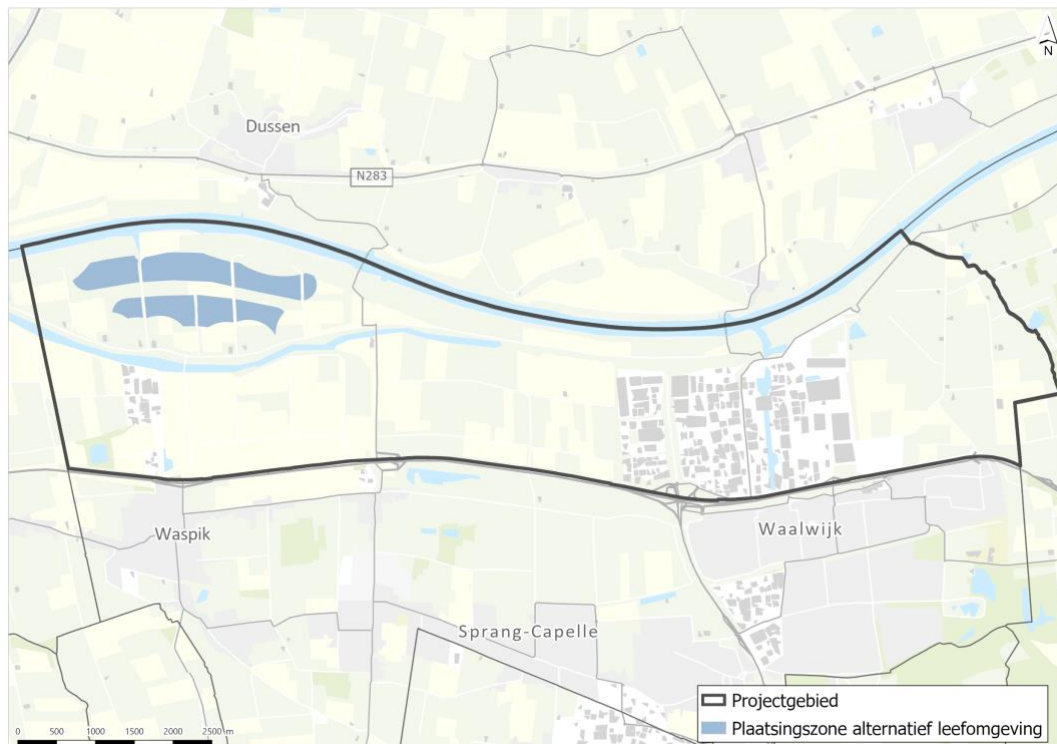 N
Dussen
N283
Waspik
Waalwijk
Sprang-Capelle
Projectgebied
Plaatsingszone alternatief leefomgeving
0 500 1000 1500 2000 2500 m